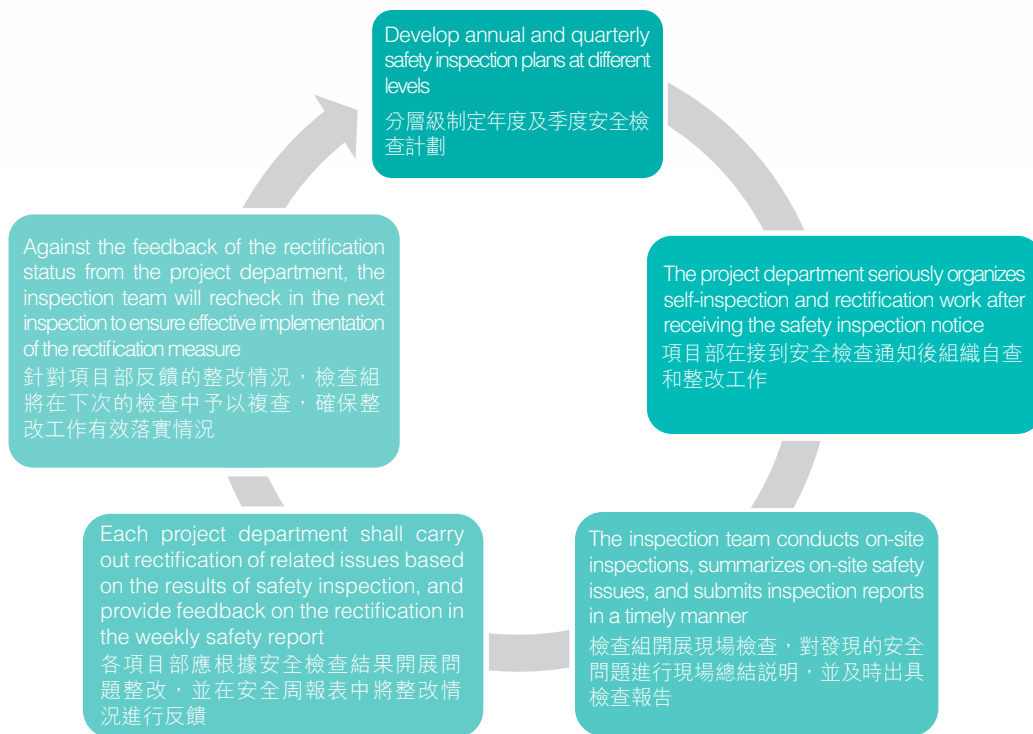 Develop annual and quarterly
safety inspection plans at different
levels
分層級制定年度及季度安全檢
查計劃
The project department seriously organizes
self-inspection and rectification work after
receiving the safety inspection notice
項目部在接到安全檢查通知後組織自查
和整改工作
The inspection team conducts on-site
inspections, summarizes on-site safety
issues, and submits inspection reports
in a timely manner
檢查組開展現場檢查，對發現的安全
問題進行現場總結說明，並及時出具
檢查報告
Each project department shall carry
out rectification of related issues based
on the results of safety inspection, and
provide feedback on the rectification in
the weekly safety report
各項目部應根據安全檢查結果開展問
題整改，並在安全周報表中將整改情
況進行反饋
Against the feedback of the rectification
status from the project department, the
inspection team will recheck in the next
inspection to ensure effective implementation
of the rectification measure
針對項目部反饋的整改情況，檢查組
將在下次的檢查中予以複查，確保整
改工作有效落實情況